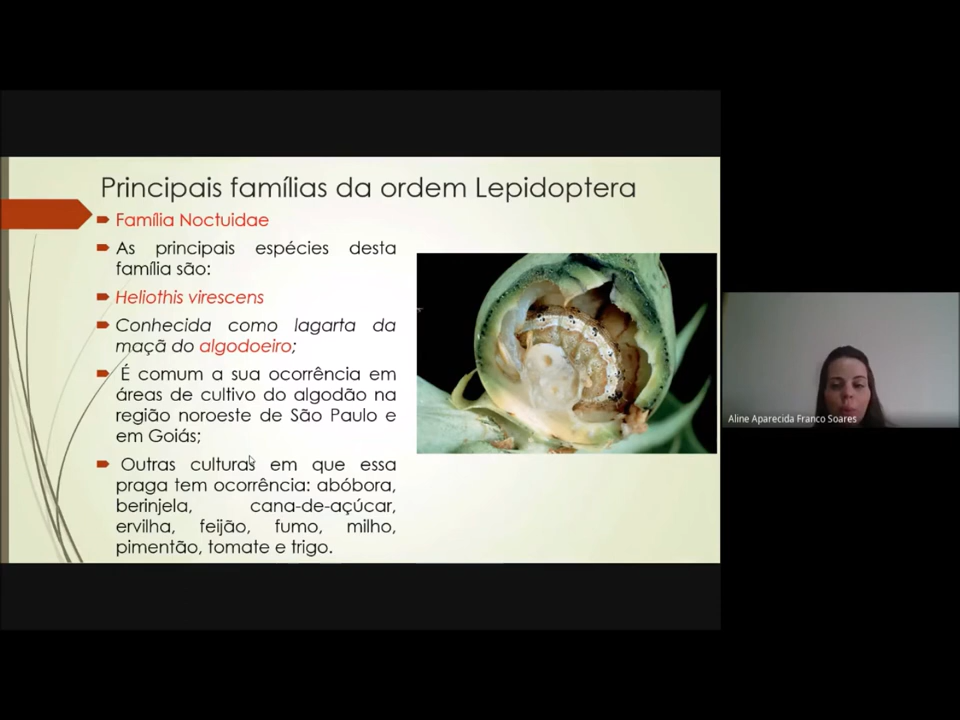 Principais famílias da ordem Lepidoptera
Família Noctuidae
As principais espécies desta
família são:
Heliothis virescens
Conhecida como lagarta da
maçã do algodoeiro;
É comum a sua ocorrência em
áreas de cultivo do algodão na
região noroeste de São Paulo e
em Goiás;
Outras culturas em que essa
praga tem ocorrência: abóbora,
berinjela, cana-de-açúcar,
ervilha, feijão, fumo, milho,
pimentão, tomate e trigo.
Aline Aparecida Franco Soares